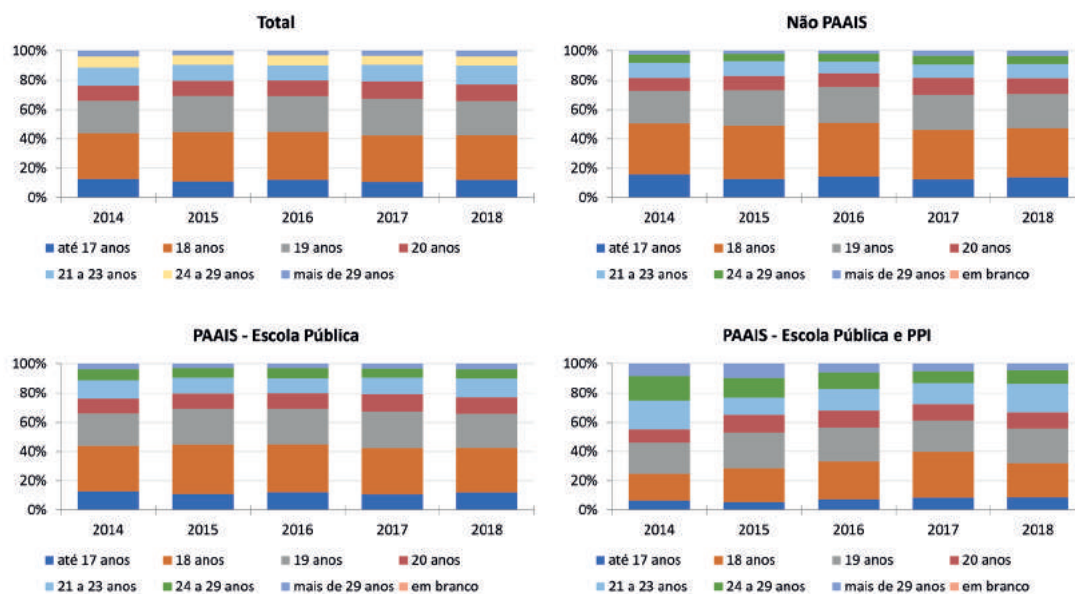 Total
100%
80%
60%
40%
20%
0%
2014 2015 2016 2017 2018
até 17 anos 18 anos 19 anos 20 anos
21 a 23 anos 24 a 29 anos mais de 29 anos
Não PAAIS
100%
80%
60%
40%
20%
0%
2014 2015 2016 2017 2018
até 17 anos 18 anos 19 anos 20 anos
21 a 23 anos 24 a 29 anos mais de 29 anos em branco
PAAIS - Escola Pública
100%
80%
60%
40%
20%
0%
2014 2015 2016 2017 2018
até 17 anos 18 anos 19 anos 20 anos
21 a 23 anos 24 a 29 anos mais de 29 anos em branco
PAAIS - Escola Pública e PPI
100%
80%
60%
40%
20%
0%
2014 2015 2016 2017 2018
até 17 anos 18 anos 19 anos 20 anos
21 a 23 anos 24 a 29 anos mais de 29 anos em branco